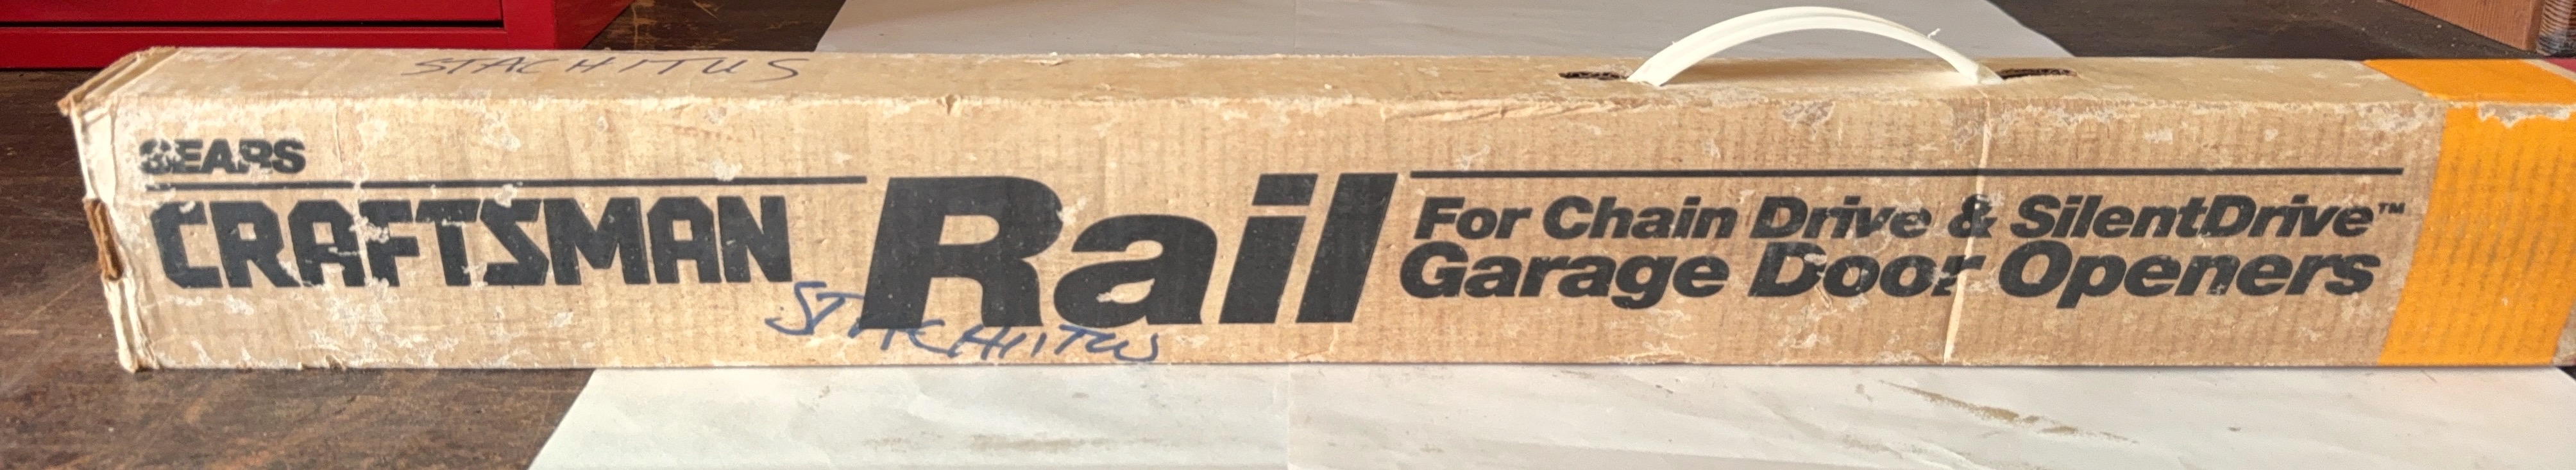 STACHITUS
SEARS
CRAFTSMAN
Rail
For Chain Drive & SilentDrive™
Garage Door Openers
STACHITUS